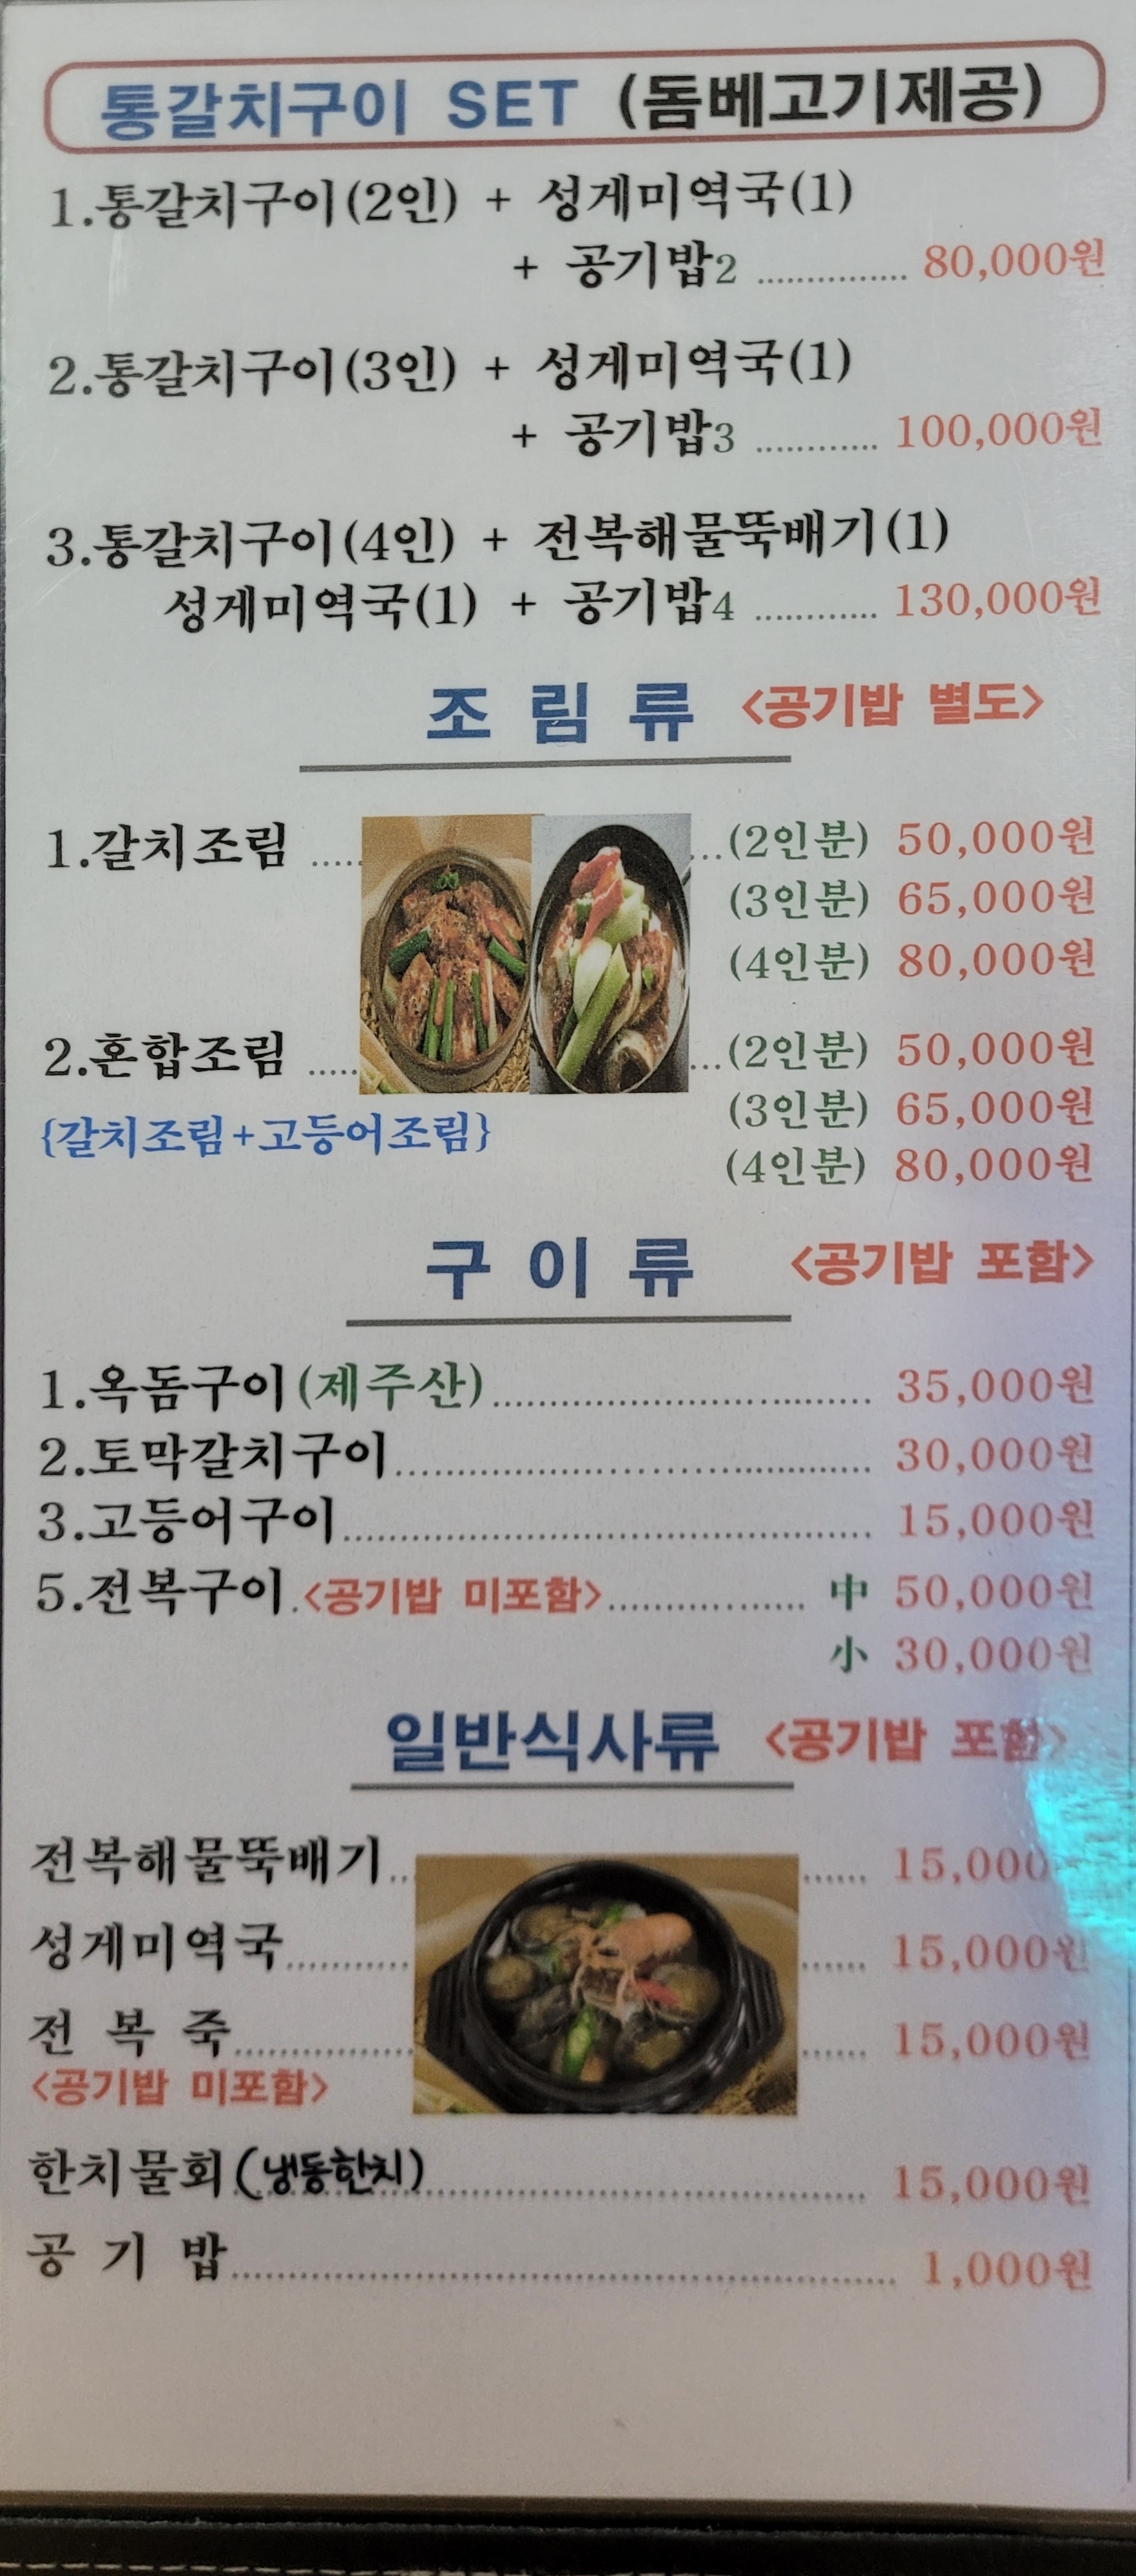 통갈치구이 SET (돔베고기제공)
1.통갈치구이(2인) + 성게미역국(1)
+ 공기밥2 ............... 80,000원
2.통갈치구이(3인) + 성게미역국(1)
+ 공기밥3 ............ 100,000원
3.통갈치구이(4인) + 전복해물뚝배기(1)
성게미역국(1) + 공기밥4 ............ 130,000원
조 림 류 <공기밥 별도>
1.갈치조림 ........(2인분) 50,000원
(3인분) 65,000원
(4인분) 80,000원
2.혼합조림 ........(2인분) 50,000원
{갈치조림+고등어조림} (3인분) 65,000원
(4인분) 80,000원
구 이 류 <공기밥 포함>
1.옥돔구이(제주산)...................................... 35,000원
2.토막갈치구이................................................ 30,000원
3.고등어구이..................................................... 15,000원
5.전복구이.<공기밥 미포함>................... 中 50,000원
小 30,000원
일반식사류 <공기밥 포함>
전복해물뚝배기........ 15,000
성게미역국.................. 15,000원
전 복 죽........................ 15,000원
<공기밥 미포함>
한치물회(냉동한치)............................................ 15,000원
공 기 밥.................................................................. 1,000원